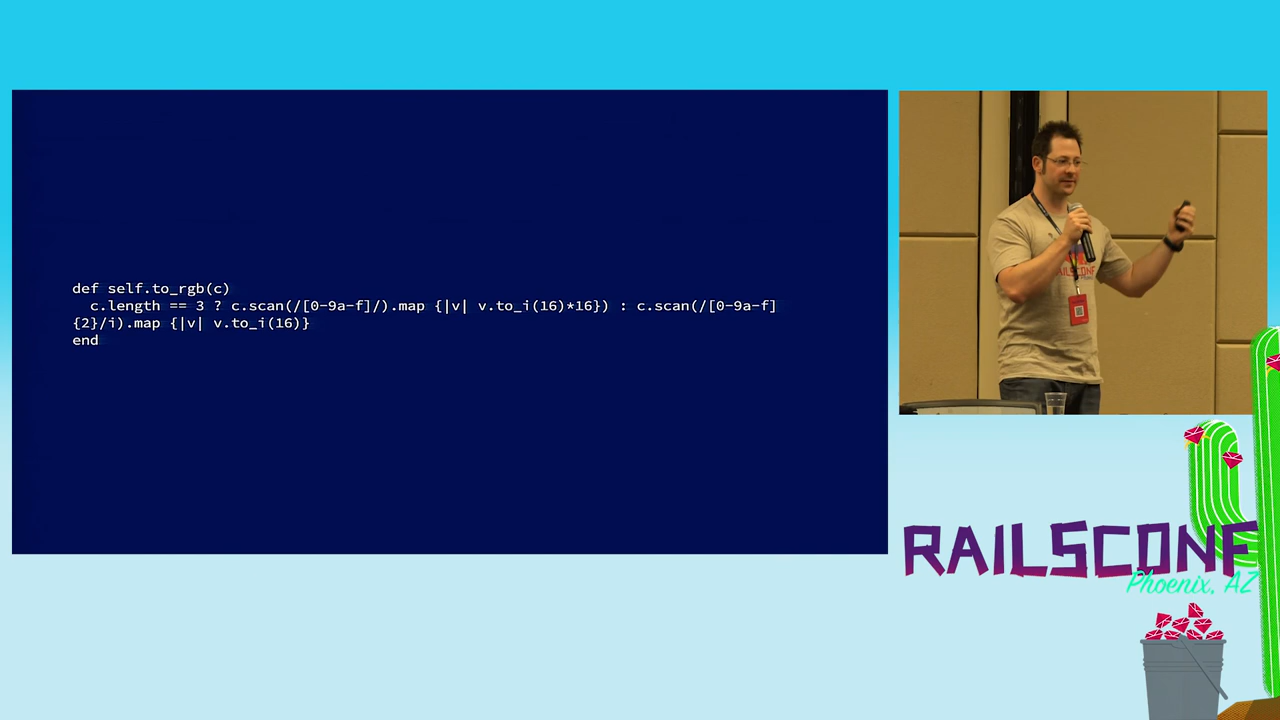 def self.to_rgb(c)
  c.length == 3 ? c.scan(/[0-9a-f]/).map {|v| v.to_i(16)*16}) : c.scan(/[0-9a-f]
{2}/i).map {|v| v.to_i(16)}
end
RAILSCONF
RAILSCONF
Phoenix, AZ